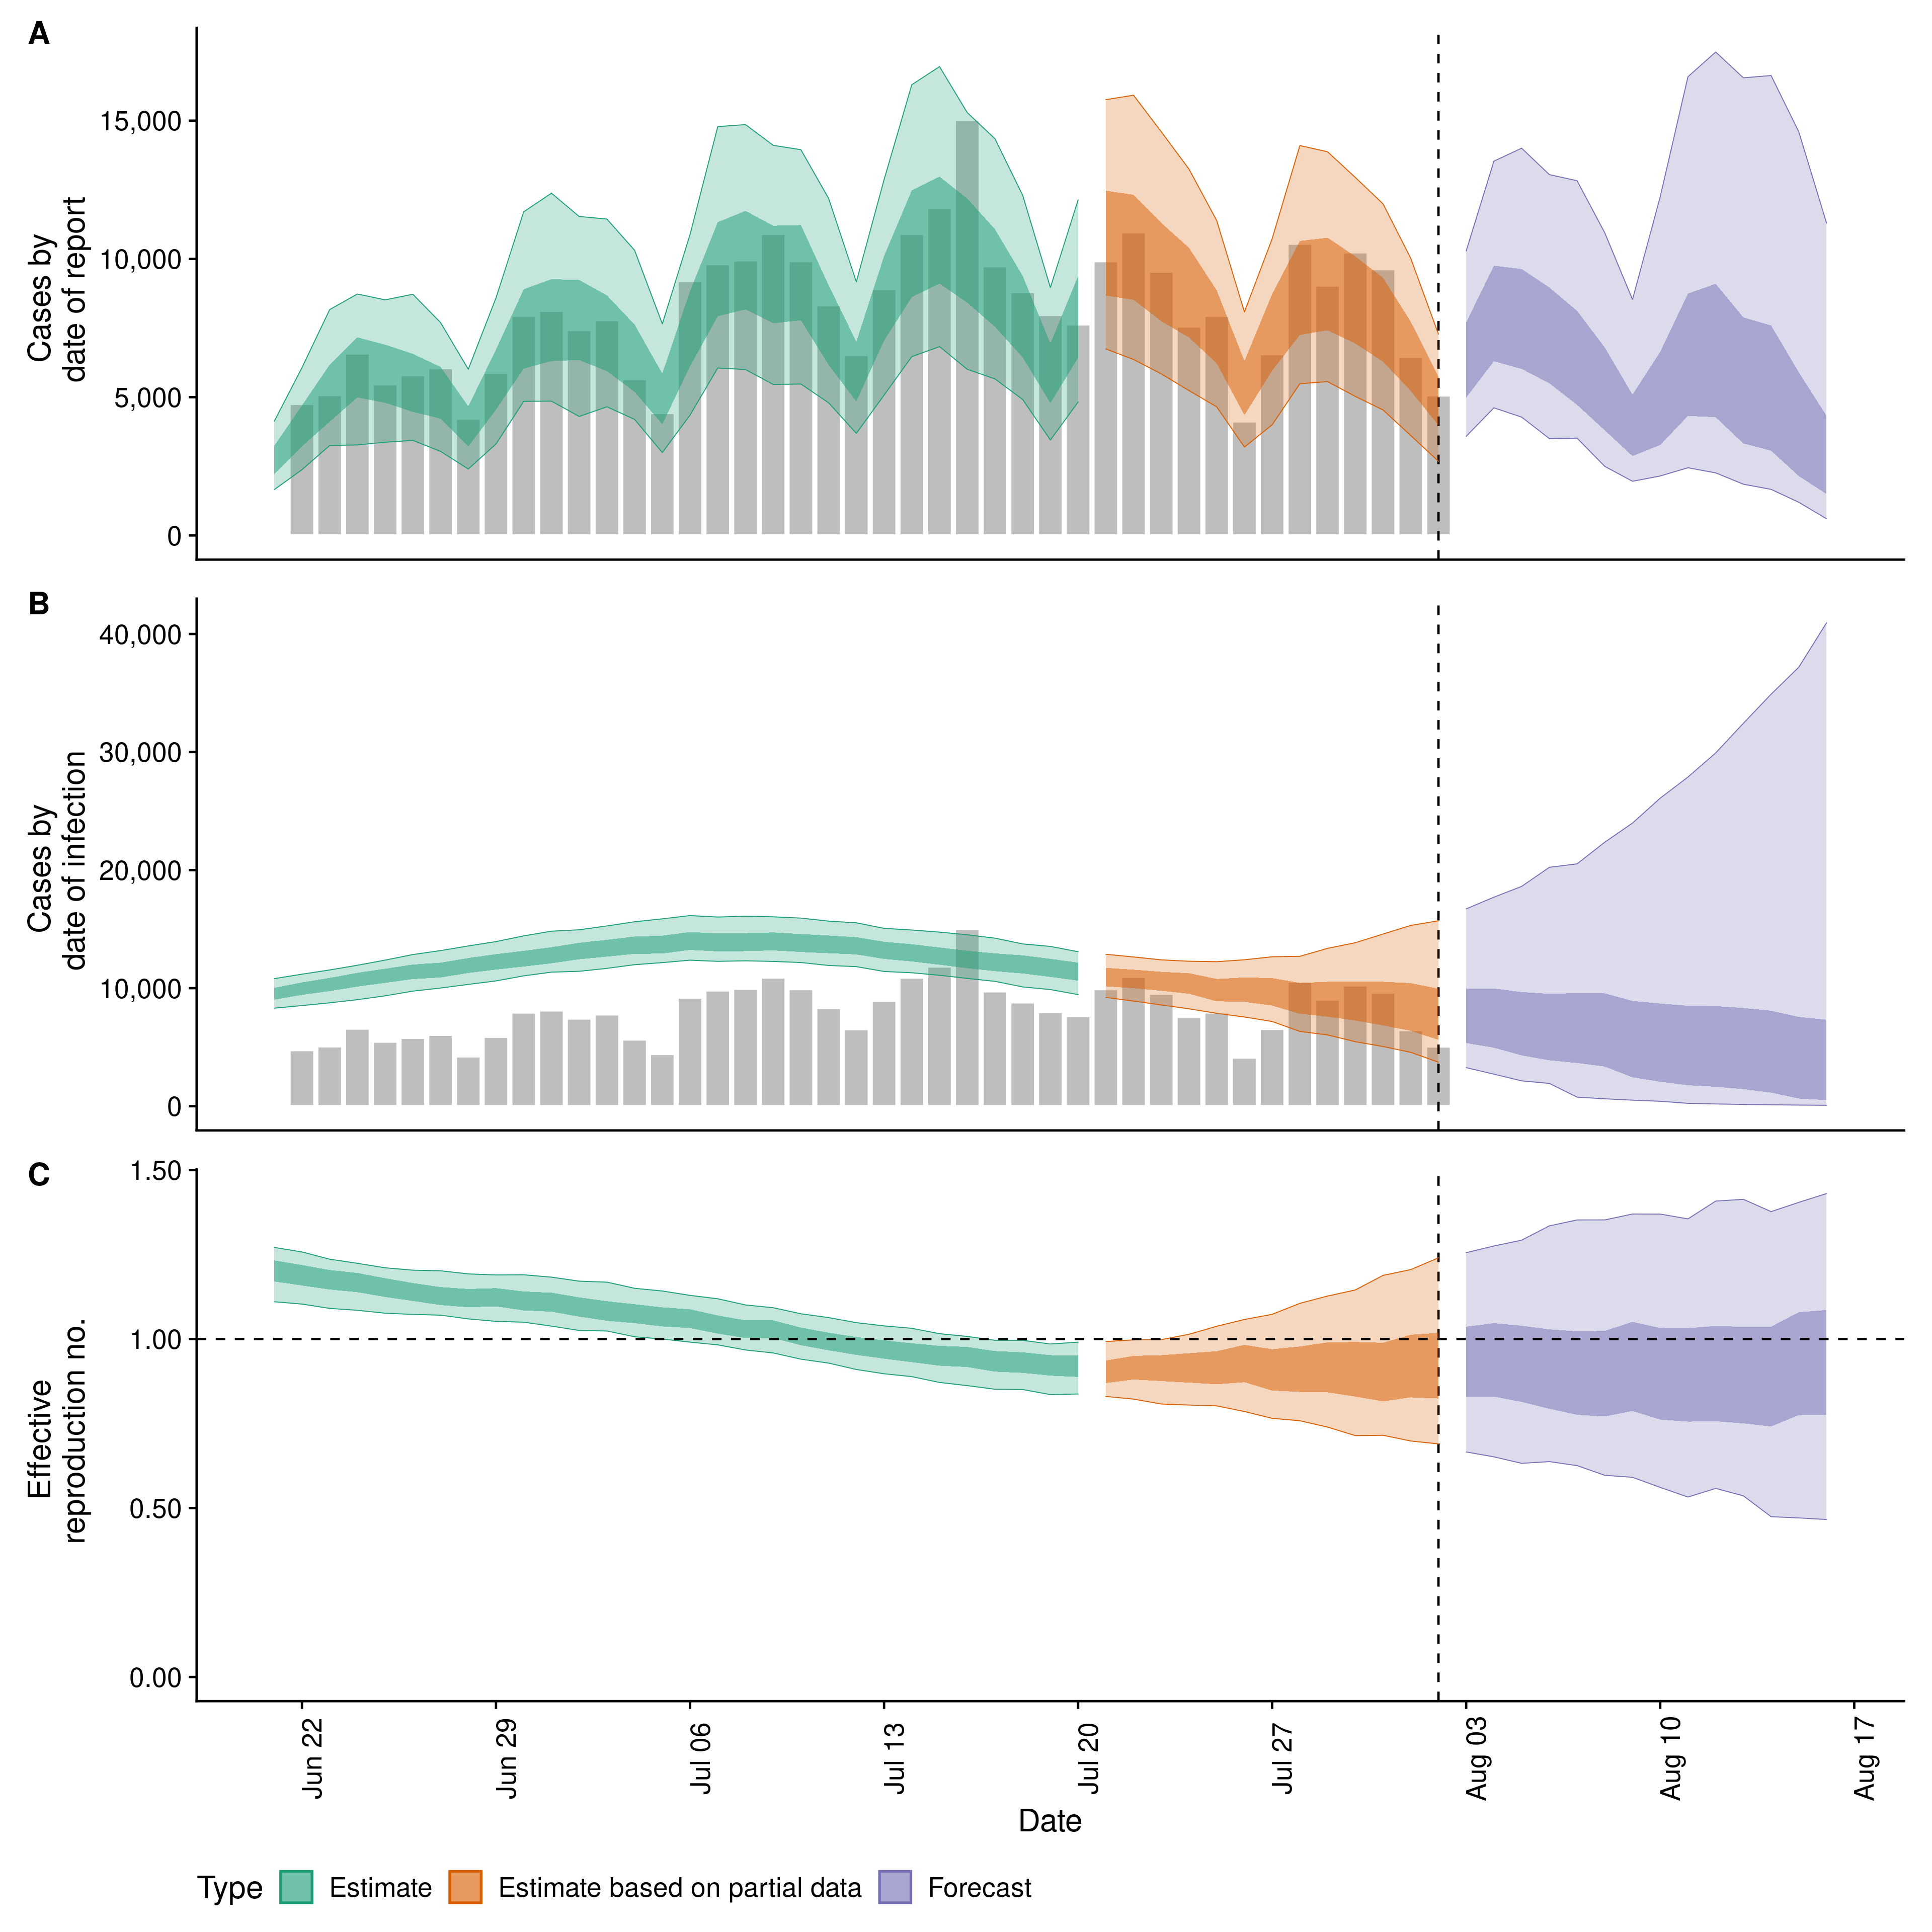 A
Cases by
date of report
15,000
10,000
5,000
0
B
Cases by
date of infection
40,000
30,000
20,000
10,000
0
C
Effective
reproduction no.
1.50
1.00
0.50
0.00
Jun 22
Jun 29
Jul 06
Jul 13
Jul 20
Jul 27
Aug 03
Aug 10
Aug 17
Date
Type Estimate Estimate based on partial data Forecast